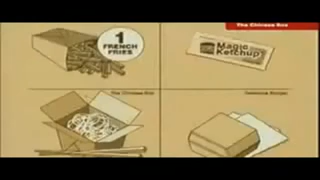 The Chinese Box
1
FRENCH
FRIES
Magic
Ketchup
The Chinese Box